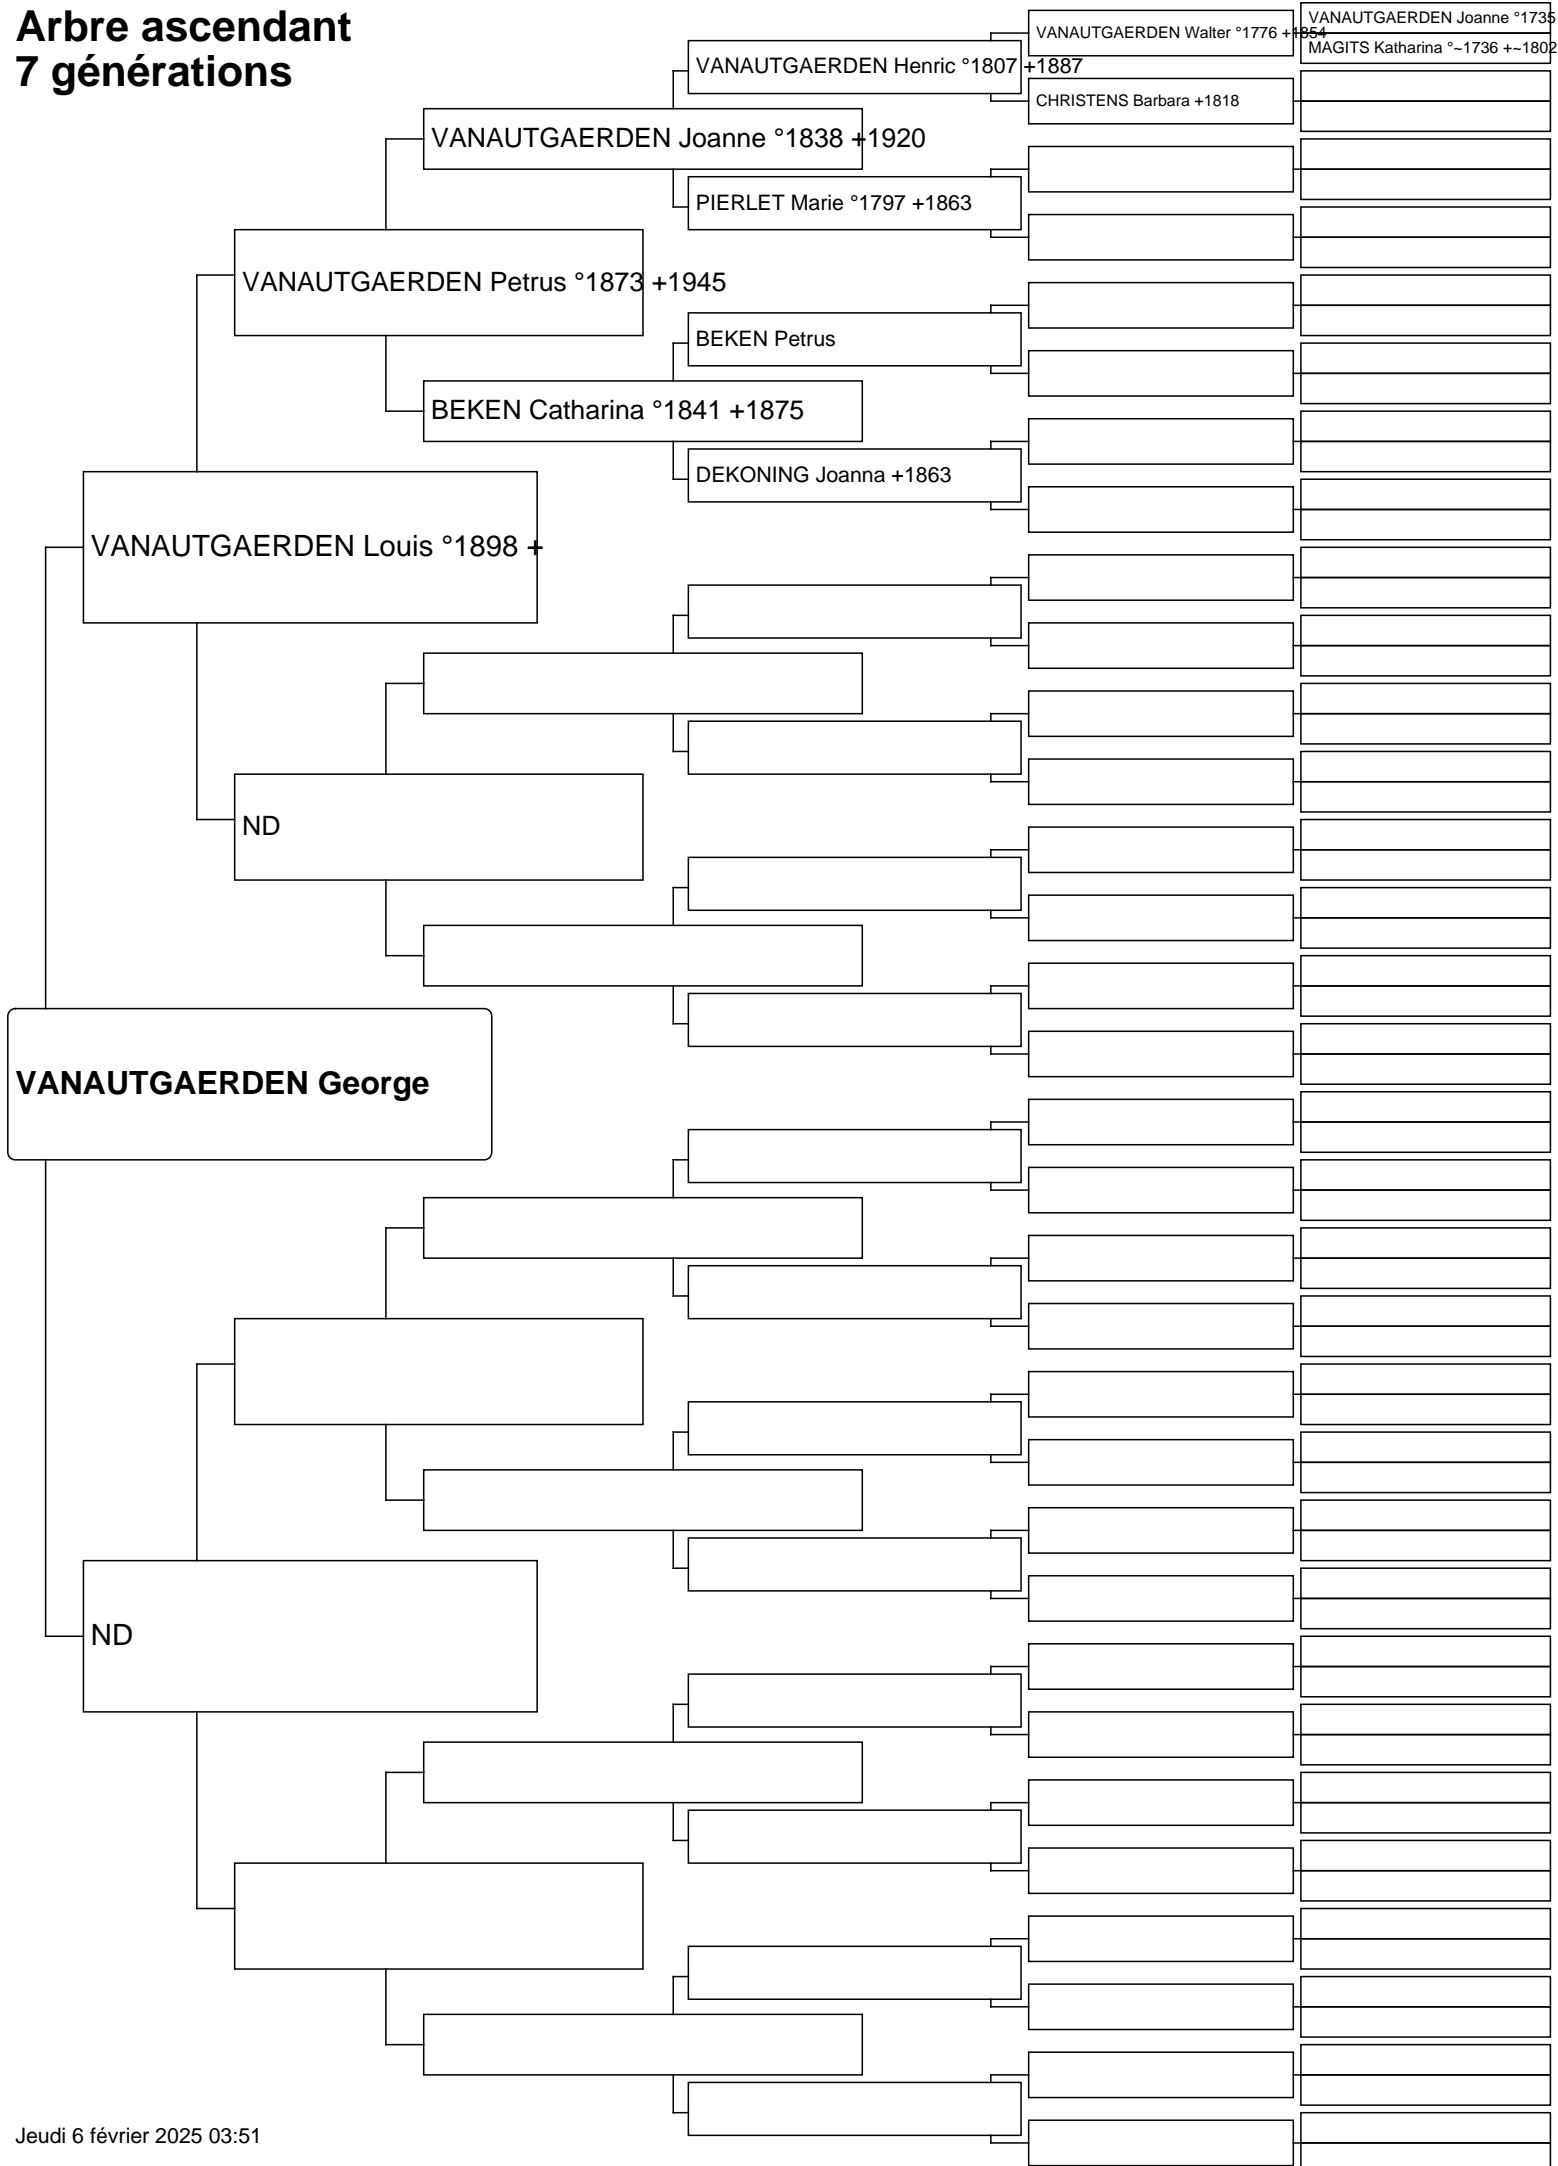 Arbre ascendant
7 générations
VANAUTGAERDEN Joanne °1735
VANAUTGAERDEN Walter °1776 +1854
MAGITS Katharina °~1736 +~1802
VANAUTGAERDEN Henric °1807 +1887
CHRISTENS Barbara +1818
VANAUTGAERDEN Joanne °1838 +1920
PIERLET Marie °1797 +1863
VANAUTGAERDEN Petrus °1873 +1945
BEKEN Petrus
BEKEN Catharina °1841 +1875
DEKONING Joanna +1863
VANAUTGAERDEN Louis °1898 +
ND
VANAUTGAERDEN George
ND
Jeudi 6 février 2025 03:51